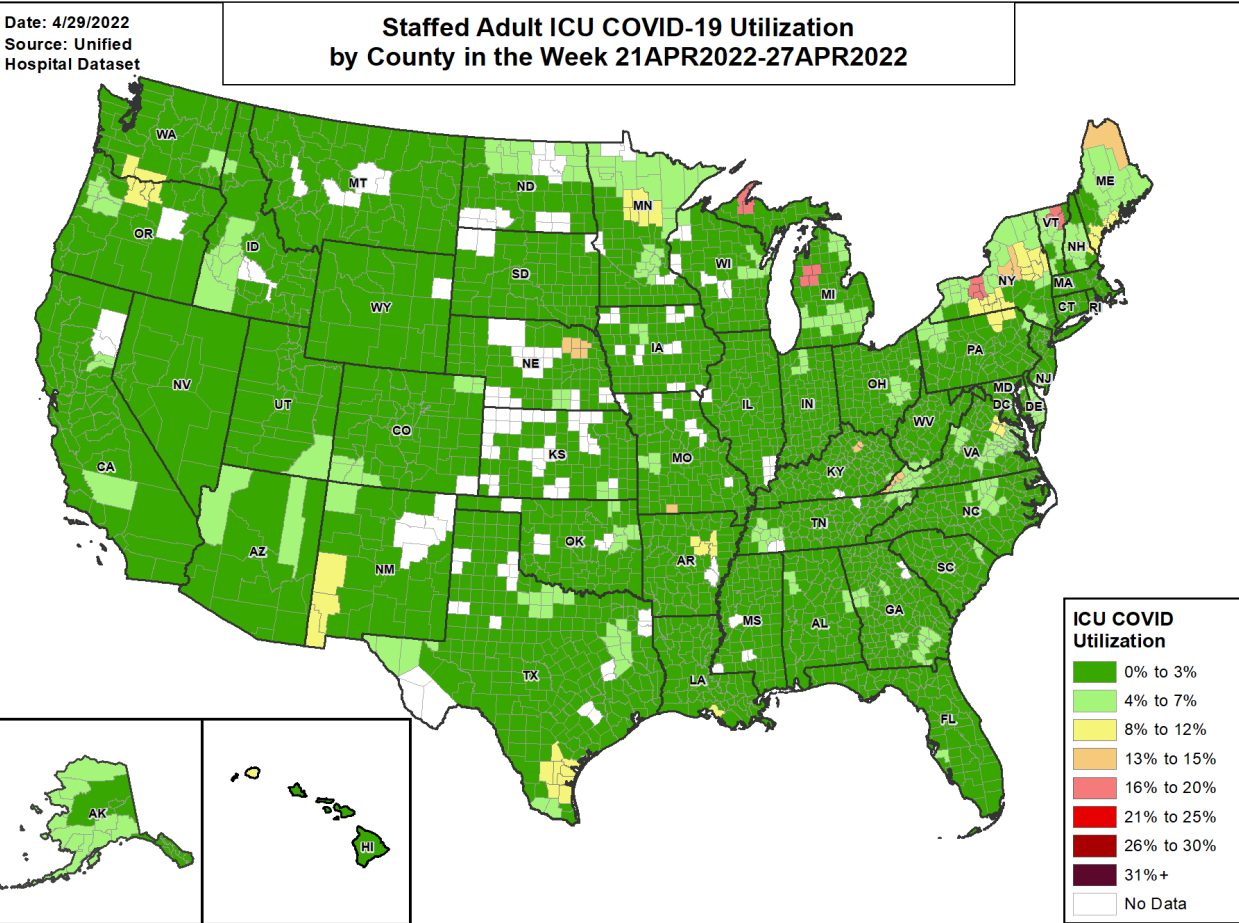 Date: 4/29/2022
Source: Unified
Hospital Dataset
Staffed Adult ICU COVID-19 Utilization
by County in the Week 21APR2022-27APR2022
WA
MT
ND
MN
ME
VT
NH
OR
ID
SD
WI
MI
NY
MA
CT
RI
WY
IA
NE
PA
NJ
NV
UT
CO
IL
IN
OH
MD
DC
DE
WV
CA
KS
MO
KY
VA
AZ
NM
OK
TN
NC
AR
SC
MS
AL
GA
TX
LA
FL
AK
HI
ICU COVID
Utilization
0% to 3%
4% to 7%
8% to 12%
13% to 15%
16% to 20%
21% to 25%
26% to 30%
31%+
No Data